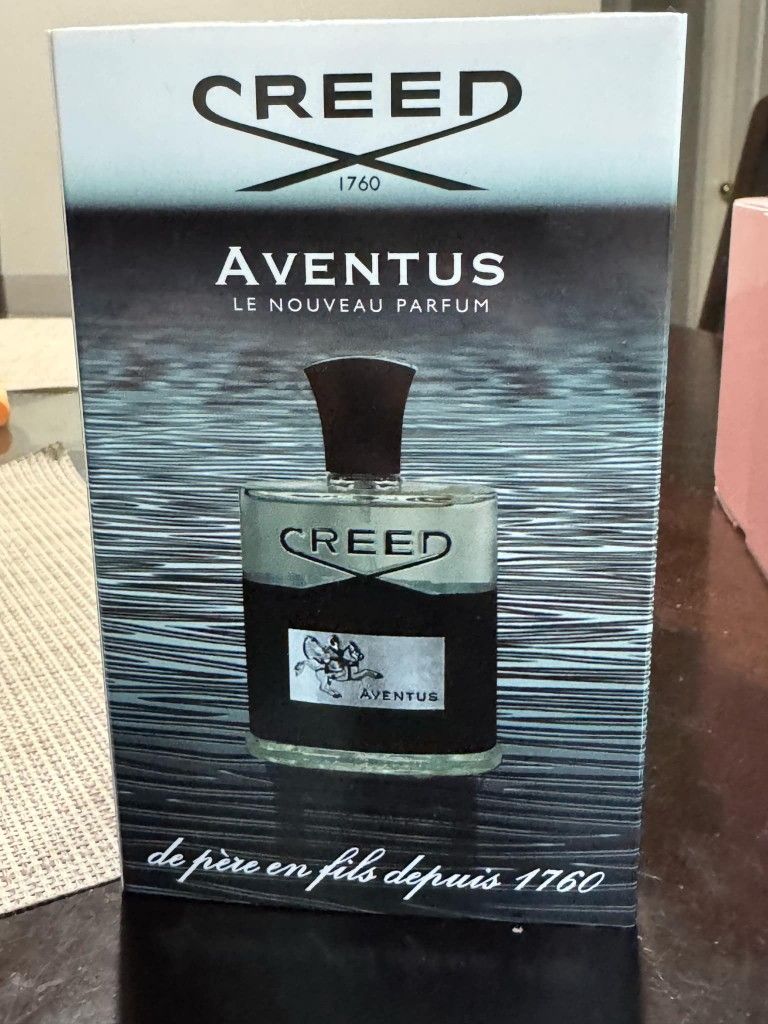 CREED
1760
AVENTUS
LE NOUVEAU PARFUM
CREED
AVENTUS
de père en fils depuis 1760